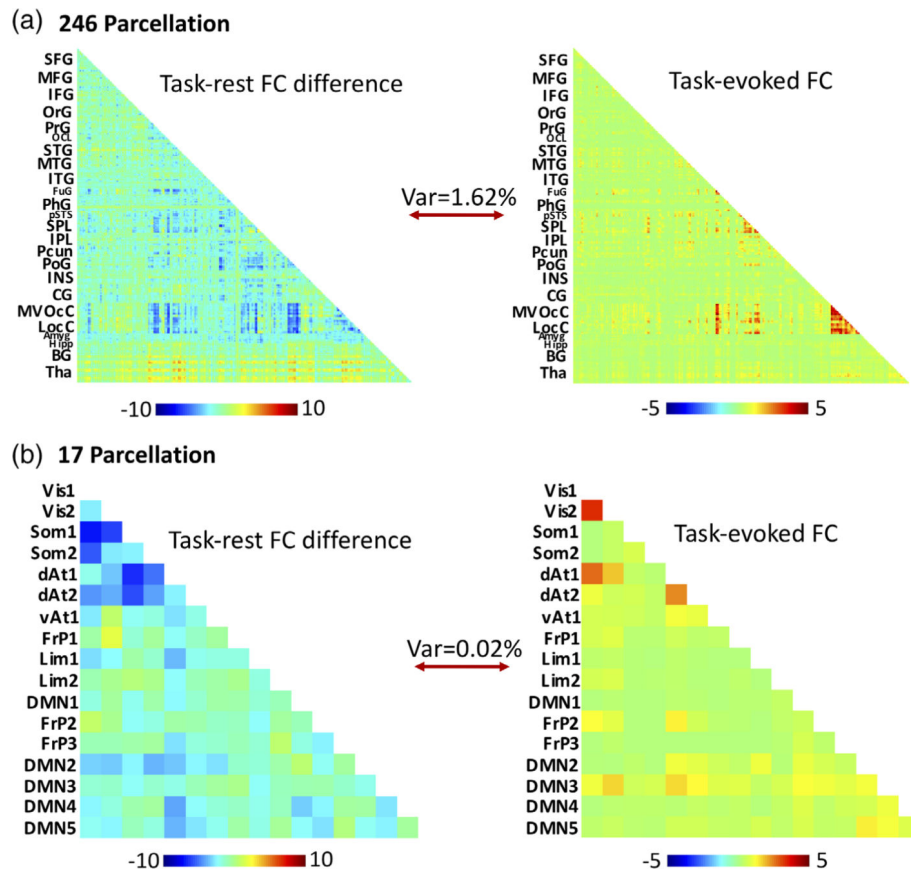 (a) 246 Parcellation
Task-rest FC difference
Task-evoked FC
SFG
MFG
IFG
OrG
PrG
OCL
STG
MTG
ITG
FuG
PhG
pSTS
SPL
IPL
Pcun
PoG
INS
CG
MVOcC
LocC
Amyg
Hipp
BG
Tha
-10 10
Var=1.62%
SFG
MFG
IFG
OrG
PrG
OCL
STG
MTG
ITG
FuG
PhG
pSTS
SPL
IPL
Pcun
PoG
INS
CG
MVOcC
LocC
Amyg
Hipp
BG
Tha
-5 5
(b) 17 Parcellation
Task-rest FC difference
Task-evoked FC
Vis1
Vis2
Som1
Som2
dAt1
dAt2
vAt1
FrP1
Lim1
Lim2
DMN1
FrP2
FrP3
DMN2
DMN3
DMN4
DMN5
-10 10
Var=0.02%
Vis1
Vis2
Som1
Som2
dAt1
dAt2
vAt1
FrP1
Lim1
Lim2
DMN1
FrP2
FrP3
DMN2
DMN3
DMN4
DMN5
-5 5